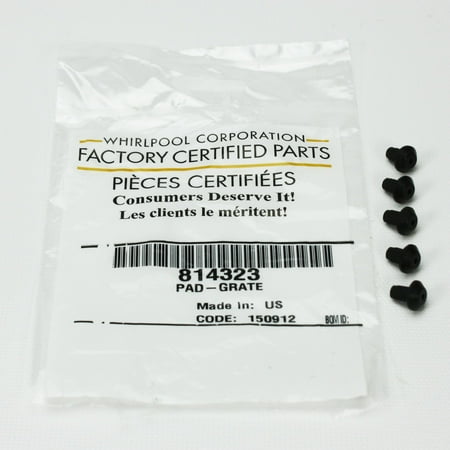 WHIRLPOOL CORPORATION
FACTORY CERTIFIED PARTS
PIÈCES CERTIFIÉES
Consumers Deserve It!
Les clients le méritent!
814323
PAD-GRATE
Made in: US
CODE: 150912 BOM ID: